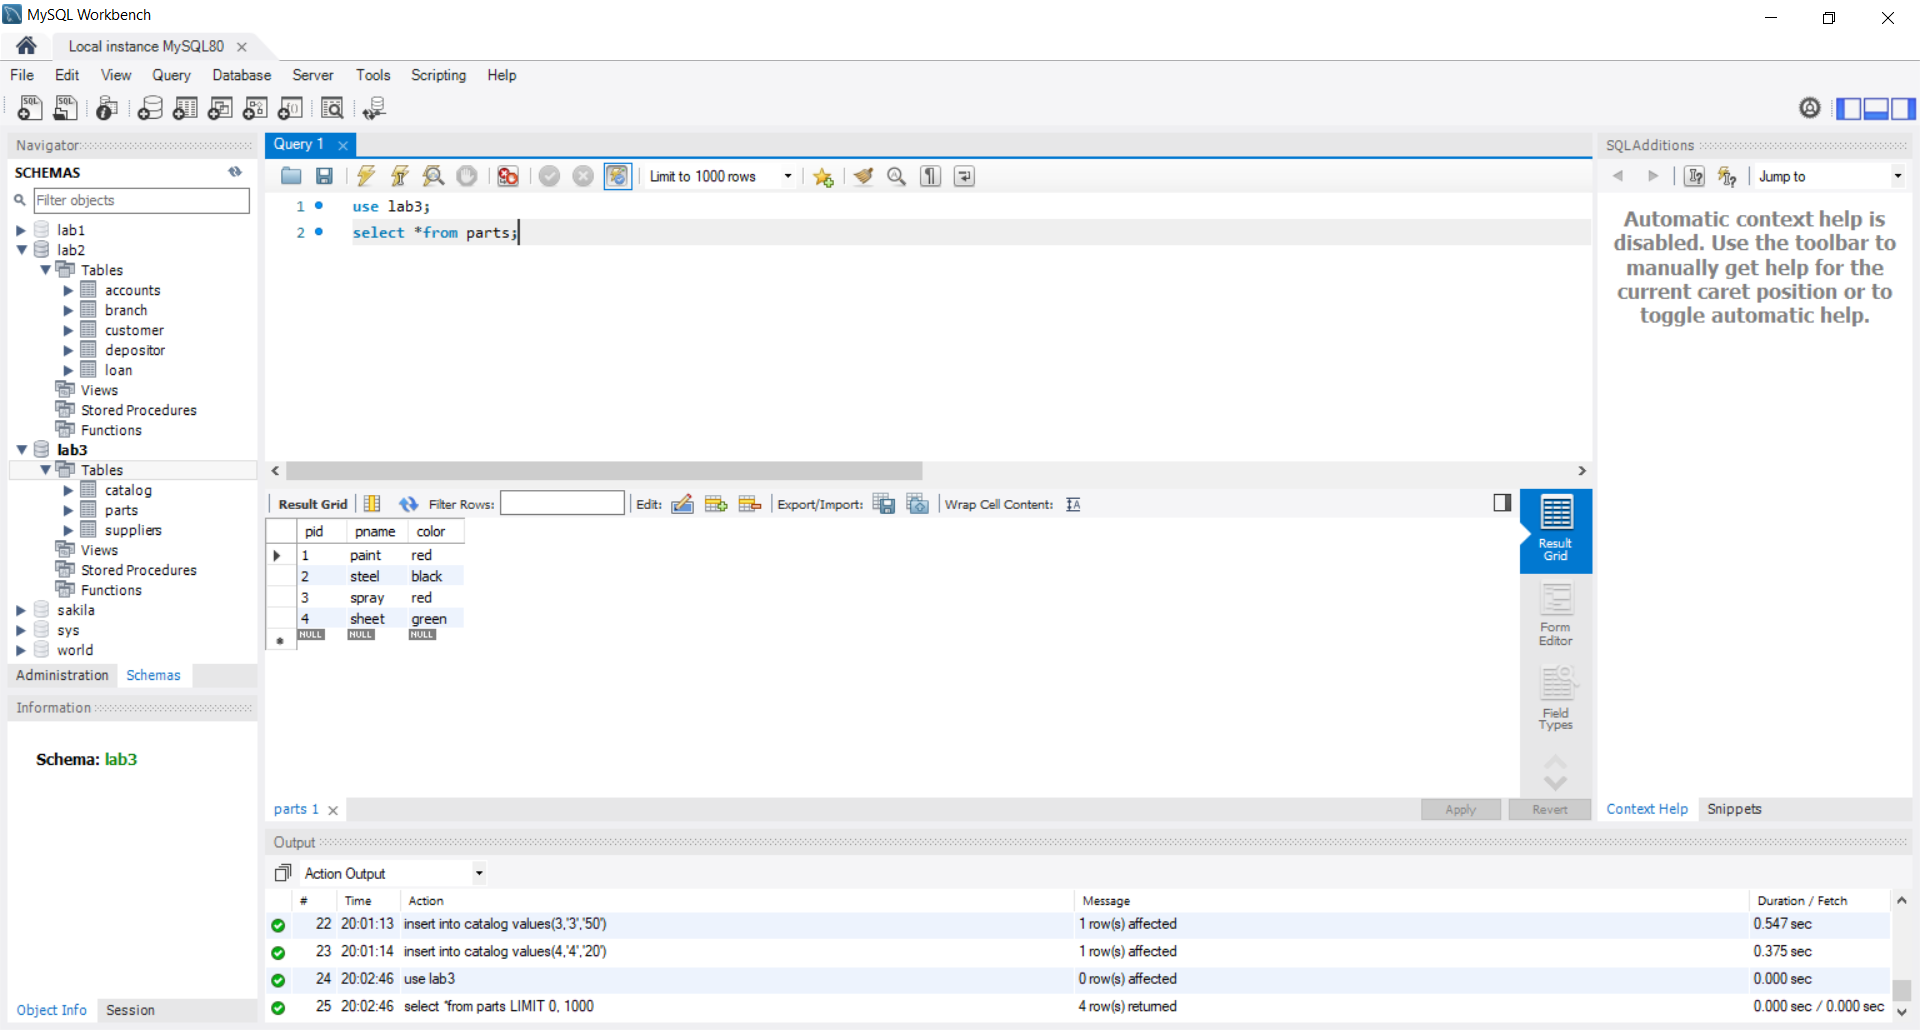 MySQL Workbench
Local instance MySQL80
File Edit View Query Database Server Tools Scripting Help
Navigator
SCHEMAS
Filter objects
lab1
lab2
Tables
accounts
branch
customer
depositor
loan
Views
Stored Procedures
Functions
lab3
Tables
catalog
parts
suppliers
Views
Stored Procedures
Functions
sakila
sys
world
Administration Schemas
Information
Schema: lab3
Object Info Session
Query 1
Limit to 1000 rows
1 use lab3;
2 select *from parts;
Result Grid Filter Rows: Edit: Export/Import: Wrap Cell Content:
pid pname color
1 paint red
2 steel black
3 spray red
4 sheet green
NULL NULL NULL
Result
Grid
Form
Editor
Field
Types
parts 1 Apply Revert
SQLAdditions
Jump to
Automatic context help is
disabled. Use the toolbar to
manually get help for the
current caret position or to
toggle automatic help.
Context Help Snippets
Output
Action Output
# Time Action Message Duration / Fetch
22 20:01:13 insert into catalog values(3,'3','50') 1 row(s) affected 0.547 sec
23 20:01:14 insert into catalog values(4,'4','20') 1 row(s) affected 0.375 sec
24 20:02:46 use lab3 0 row(s) affected 0.000 sec
25 20:02:46 select *from parts LIMIT 0, 1000 4 row(s) returned 0.000 sec / 0.000 sec